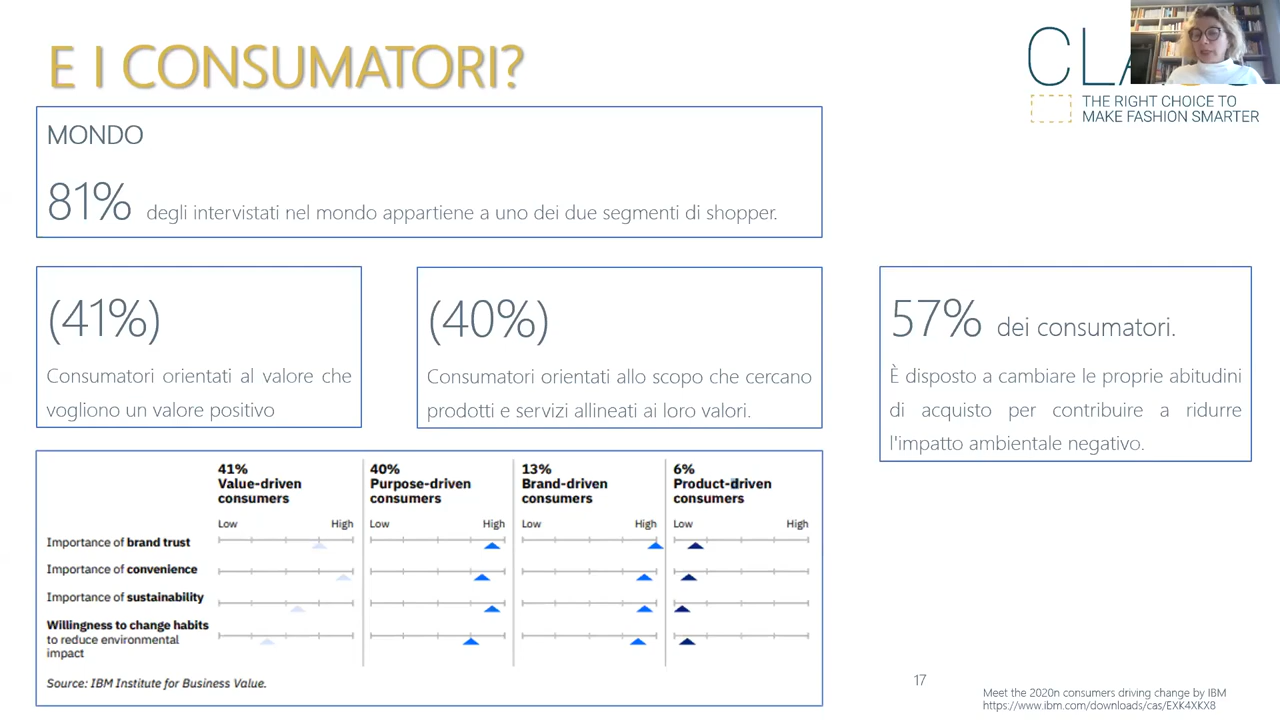 E I CONSUMATORI?
CLA
THE RIGHT CHOICE TO
MAKE FASHION SMARTER
MONDO
81% degli intervistati nel mondo appartiene a uno dei due segmenti di shopper.
(41%)
Consumatori orientati al valore che
vogliono un valore positivo
(40%)
Consumatori orientati allo scopo che cercano
prodotti e servizi allineati ai loro valori.
57% dei consumatori.
È disposto a cambiare le proprie abitudini
di acquisto per contribuire a ridurre
l'impatto ambientale negativo.
41%
Value-driven
consumers
40%
Purpose-driven
consumers
13%
Brand-driven
consumers
6%
Product-driven
consumers
Low High Low High Low High Low High
Importance of brand trust
Importance of convenience
Importance of sustainability
Willingness to change habits
to reduce environmental
impact
Source: IBM Institute for Business Value.
17
Meet the 2020n consumers driving change by IBM
https://www.ibm.com/downloads/cas/EXK4XKX8